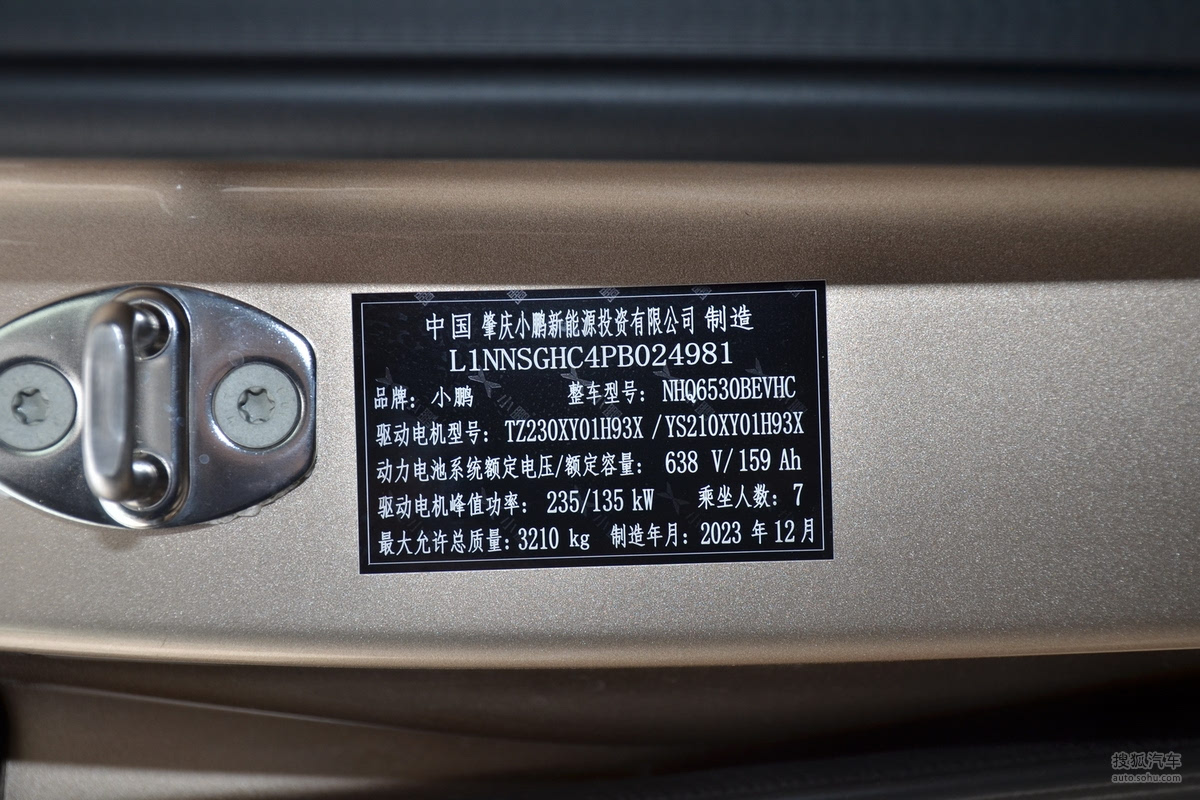 中国 肇庆小鹏新能源投资有限公司 制造
L1NNSGHC4PB024981
品牌：小鹏 整车型号：NHQ6530BEVHC
驱动电机型号：TZ230XY01H93X / YS210XY01H93X
动力电池系统额定电压/额定容量： 638 V/ 159 Ah
驱动电机峰值功率： 235/135 kW 乘坐人数：7
最大允许总质量：3210 kg 制造年月：2023 年 12 月
搜狐汽车
auto.sohu.com